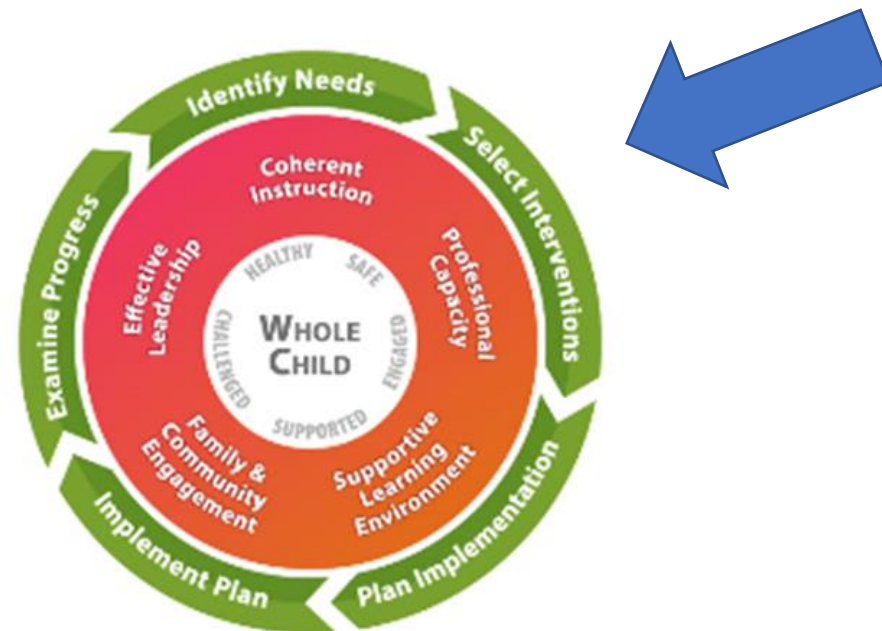 Identify Needs
Select Interventions
Plan Implementation
Implement Plan
Examine Progress
Coherent
Instruction
Professional
Capacity
Supportive
Learning
Environment
Family &
Community
Engagement
Effective
Leadership
HEALTHY
SAFE
ENGAGED
SUPPORTED
CHALLENGED
WHOLE
CHILD